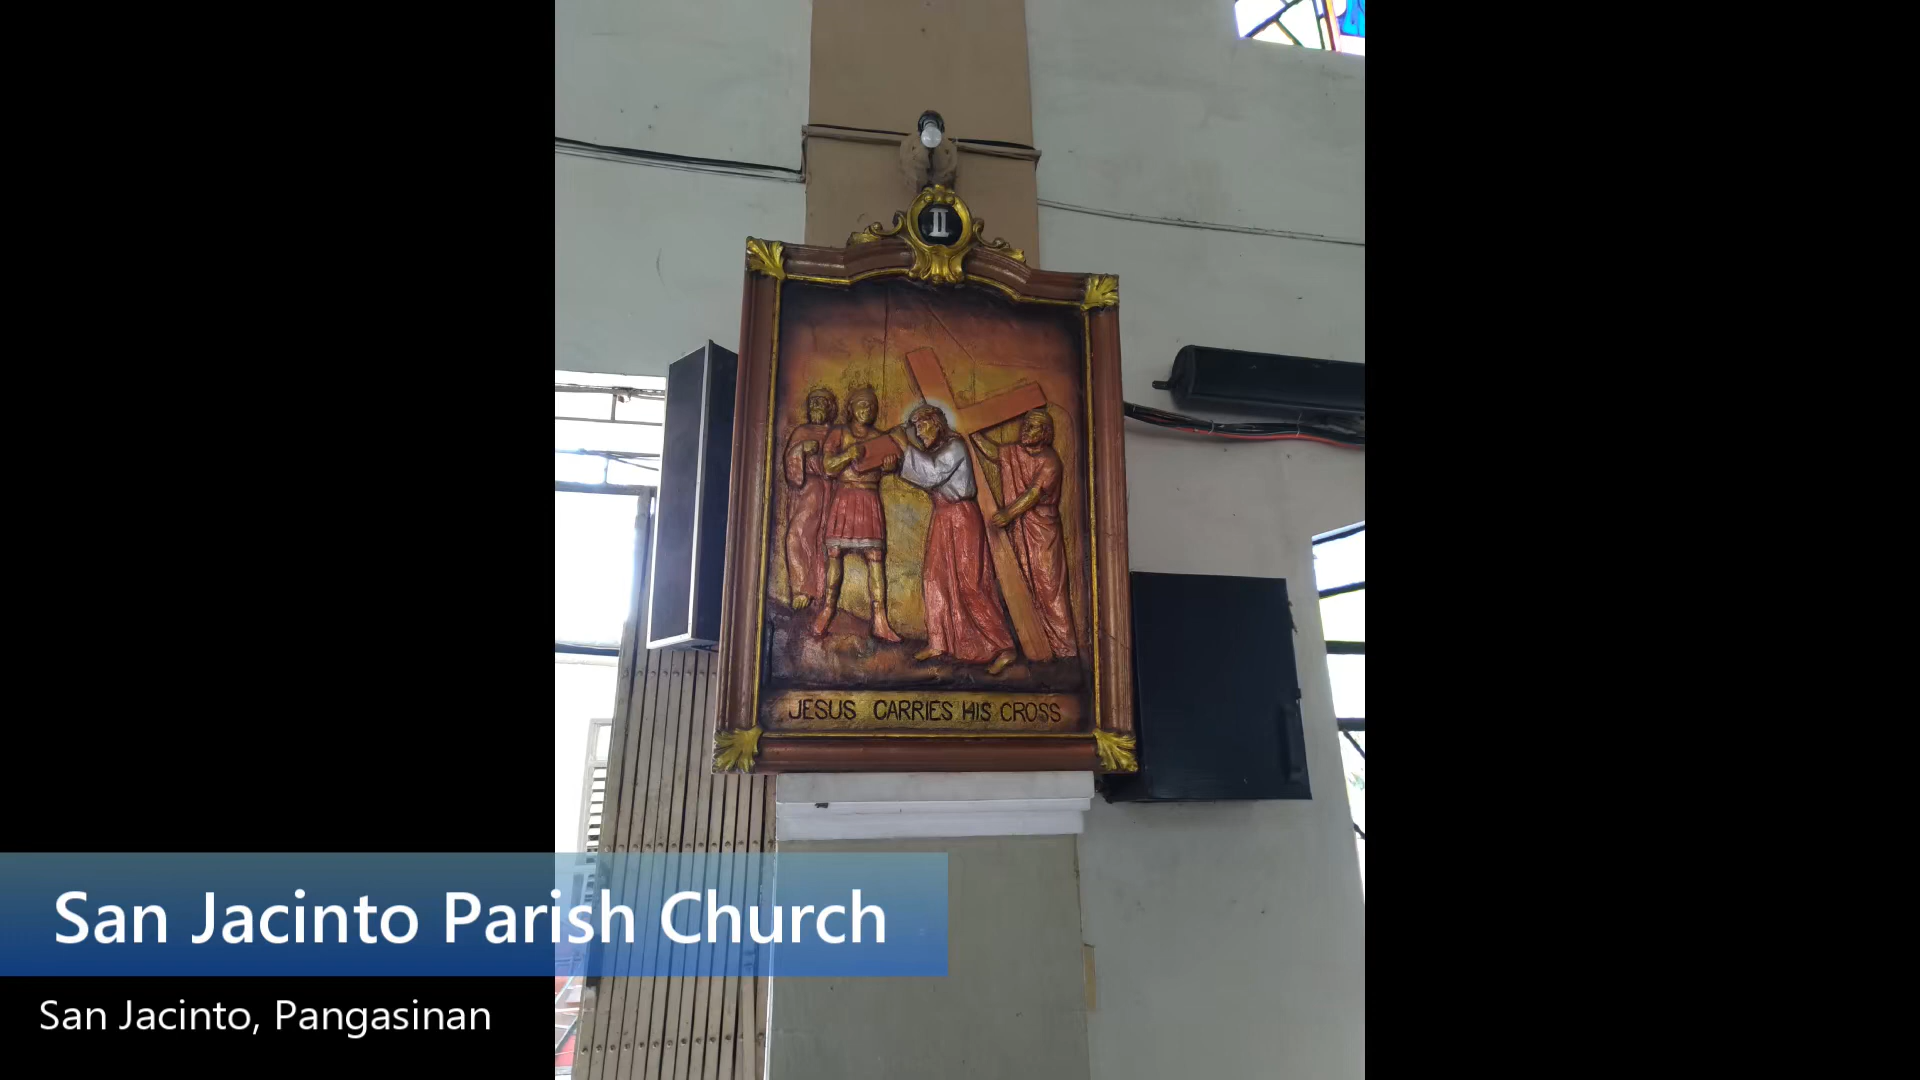 II
JESUS CARRIES HIS CROSS
San Jacinto Parish Church
San Jacinto, Pangasinan